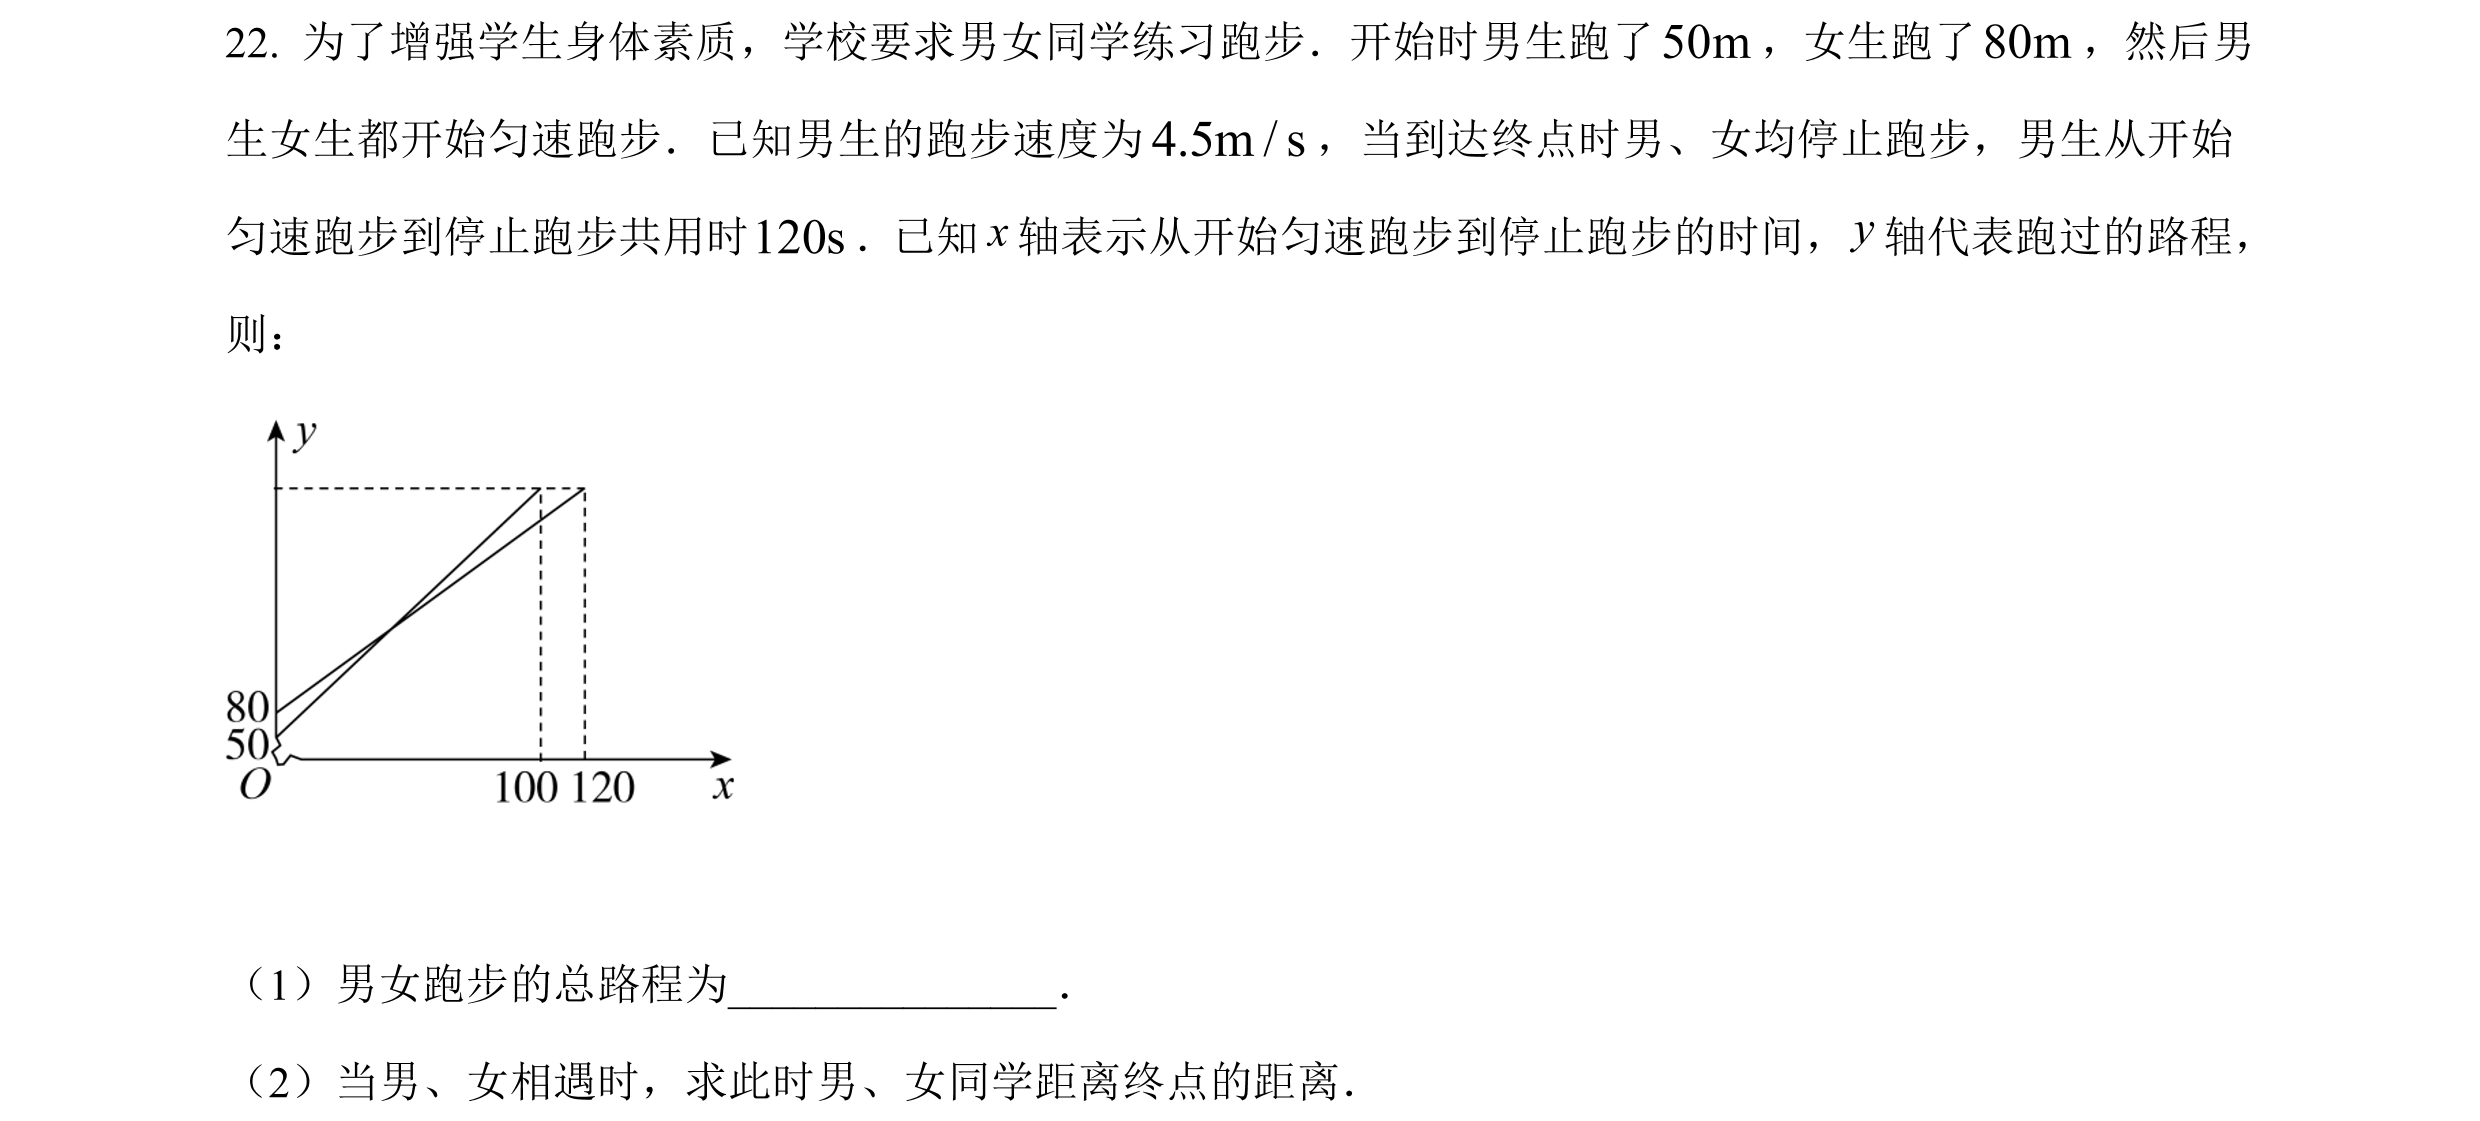 22. 为了增强学生身体素质，学校要求男女同学练习跑步．开始时男生跑了50m，女生跑了80m，然后男
生女生都开始匀速跑步．已知男生的跑步速度为4.5m / s，当到达终点时男、女均停止跑步，男生从开始
匀速跑步到停止跑步共用时120s．已知x轴表示从开始匀速跑步到停止跑步的时间，y轴代表跑过的路程，
则：
y
80
50
O
100 120 x
（1）男女跑步的总路程为_______________．
（2）当男、女相遇时，求此时男、女同学距离终点的距离．